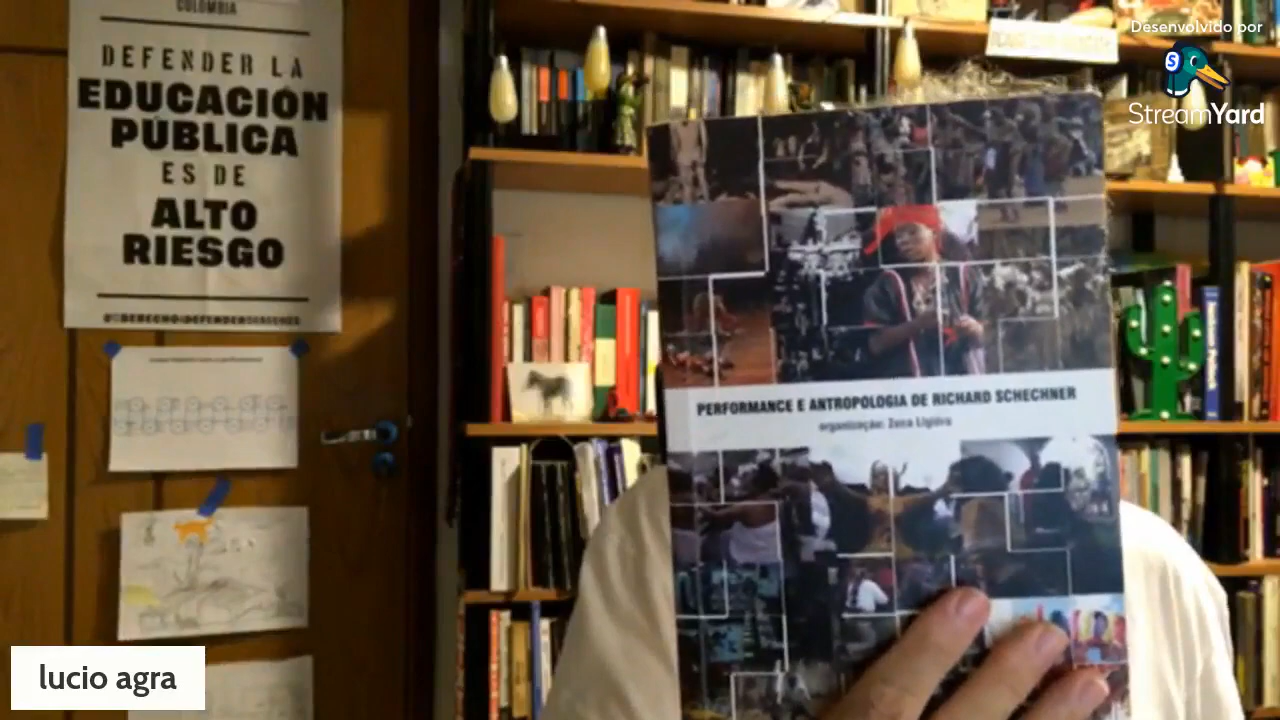 COLOMBIA
DEFENDER LA
EDUCACIÓN
PÚBLICA
ES DE
ALTO
RIESGO
Desenvolvido por
StreamYard
PERFORMANCE E ANTROPOLOGIA DE RICHARD SCHECHNER
organização: Zeca Ligiéro
lucio agra